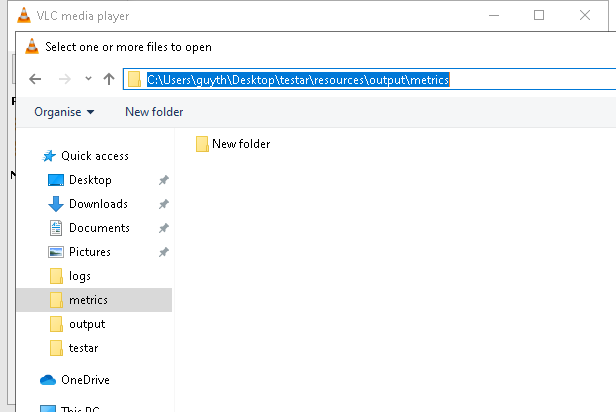 VLC media player
Select one or more files to open
C:\Users\guyth\Desktop\testar\resources\output\metrics
Organise
New folder
New folder
Quick access
Desktop
Downloads
Documents
Pictures
logs
metrics
output
testar
OneDrive
This PC